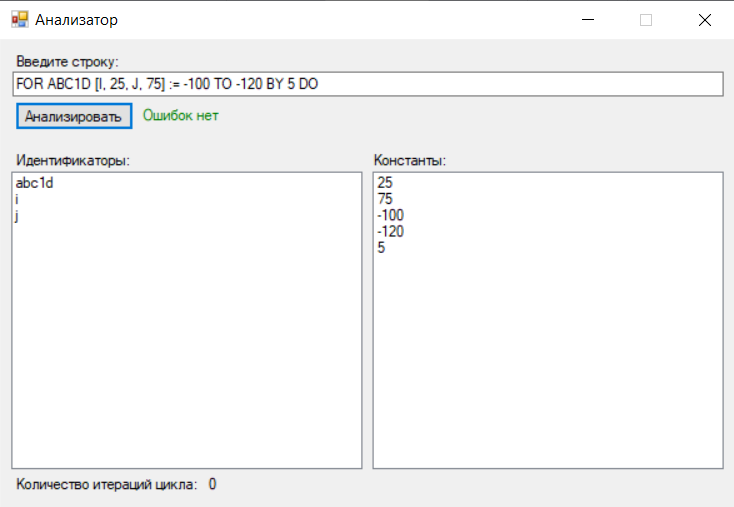 Анализатор
Введите строку:
FOR ABC1D [I, 25, J, 75] := -100 TO -120 BY 5 DO
Анализировать Ошибок нет
Идентификаторы:
abc1d
i
j
Константы:
25
75
-100
-120
5
Количество итераций цикла: 0